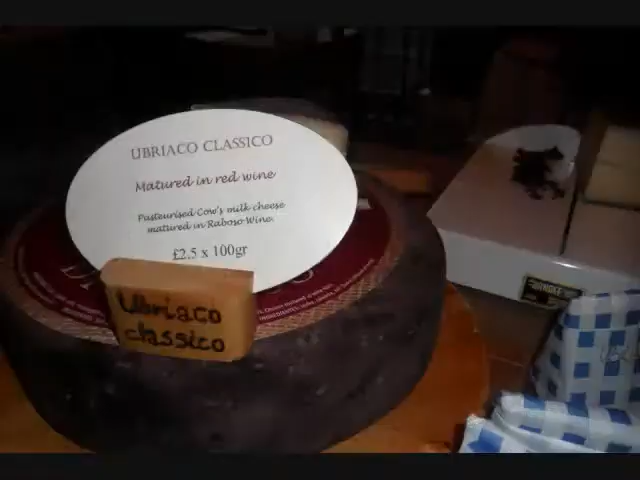 UBRIACO CLASSICO
Matured in red wine
Pasteurised Cow's milk cheese
matured in Raboso Wine.
£2.5 x 100gr
Ubriaco
classico